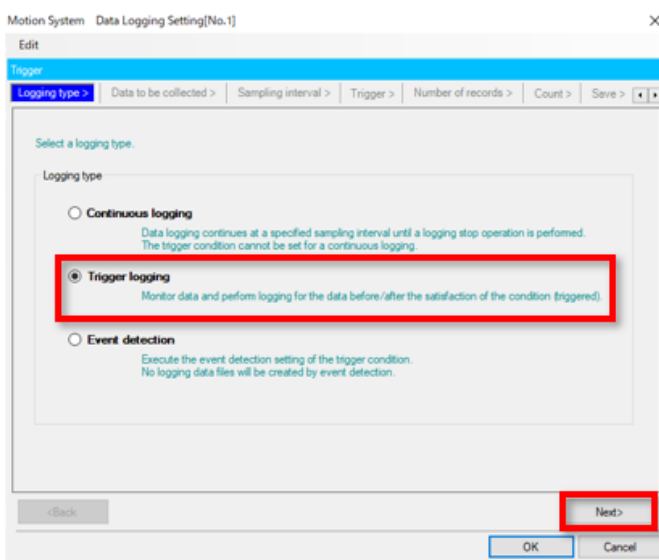 Motion System Data Logging Setting[No.1]
Edit
Trigger
Logging type > Data to be collected > Sampling interval > Trigger > Number of records > Count > Save >
Select a logging type.
Logging type
Continuous logging
Data logging continues at a specified sampling interval until a logging stop operation is performed.
The trigger condition cannot be set for a continuous logging.
Trigger logging
Monitor data and perform logging for the data before/after the satisfaction of the condition (triggered).
Event detection
Execute the event detection setting of the trigger condition.
No logging data files will be created by event detection.
<Back Next>
OK Cancel